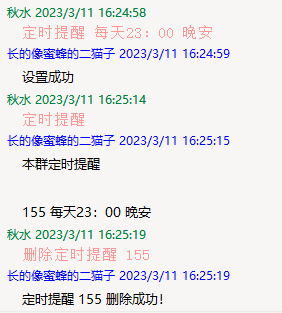 秋水 2023/3/11 16:24:58
定时提醒 每天23：00 晚安
长的像蜜蜂的二猫子 2023/3/11 16:24:59
设置成功
秋水 2023/3/11 16:25:14
定时提醒
长的像蜜蜂的二猫子 2023/3/11 16:25:15
本群定时提醒
155 每天23：00 晚安
秋水 2023/3/11 16:25:19
删除定时提醒 155
长的像蜜蜂的二猫子 2023/3/11 16:25:19
定时提醒 155 删除成功!